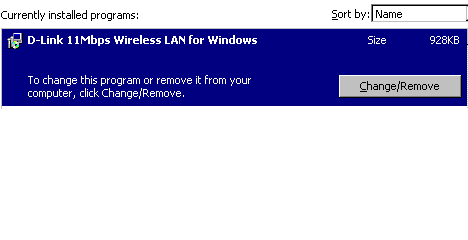 Currently installed programs: Sort by: Name
D-Link 11Mbps Wireless LAN for Windows Size 928KB
To change this program or remove it from your
computer, click Change/Remove. Change/Remove